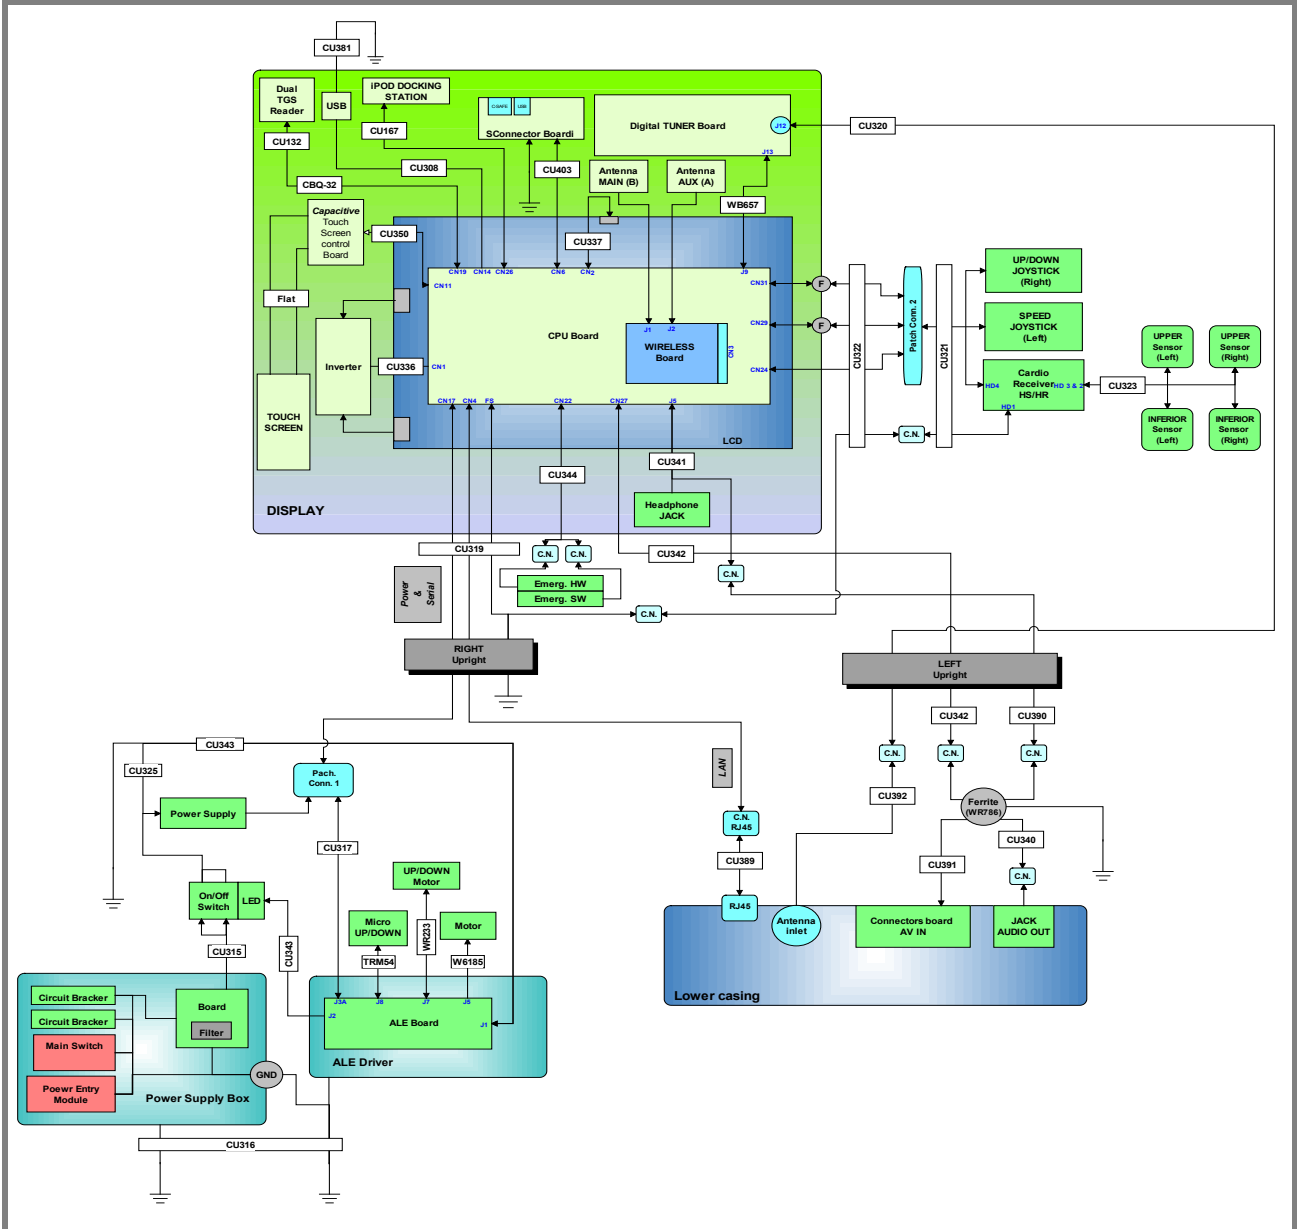 CU381
Dual
TGS
Reader
USB
iPOD DOCKING
STATION
CSAFE
USB
SConnector Boardi
Digital TUNER Board
J12
J13
CU320
CU132
CU167
CU308
CU403
CBQ-32
Antenna
MAIN (B)
Antenna
AUX (A)
WB657
Capacitive
Touch
Screen
control
Board
CU350
CU337
CN19
CN14
CN26
CN6
CN2
J9
CN11
CN31
F
CN29
F
CN24
Flat
Inverter
CU336
CN1
CPU Board
J1
J2
WIRELESS
Board
CN3
CN17
CN4
FS
CN22
CN27
J5
LCD
TOUCH
SCREEN
DISPLAY
CU344
CU341
Headphone
JACK
CU322
Patch Conn. 2
CU321
UP/DOWN
JOYSTICK
(Right)
SPEED
JOYSTICK
(Left)
Cardio
Receiver
HS/HR
HD4
HD 3 & 2
HD1
CU323
UPPER
Sensor
(Left)
UPPER
Sensor
(Right)
INFERIOR
Sensor
(Left)
INFERIOR
Sensor
(Right)
C.N.
CU319
C.N.
C.N.
CU342
C.N.
Power
&
Serial
Emerg. HW
Emerg. SW
C.N.
RIGHT
Upright
LEFT
Upright
CU342
CU390
C.N.
C.N.
C.N.
CU343
CU325
Pach.
Conn. 1
LAN
CU392
Ferrite
(WR786)
Power Supply
C.N.
RJ45
CU317
CU389
CU391
CU340
C.N.
UP/DOWN
Motor
On/Off
Switch
LED
RJ45
Antenna
inlet
Connectors board
AV IN
JACK
AUDIO OUT
Micro
UP/DOWN
Motor
CU315
CU343
TRM54
WR233
W6185
Lower casing
Circuit Bracker
Circuit Bracker
Main Switch
Poewr Entry
Module
Board
Filter
GND
Power Supply Box
J3A
J8
J7
J5
J2
J1
ALE Board
ALE Driver
CU316